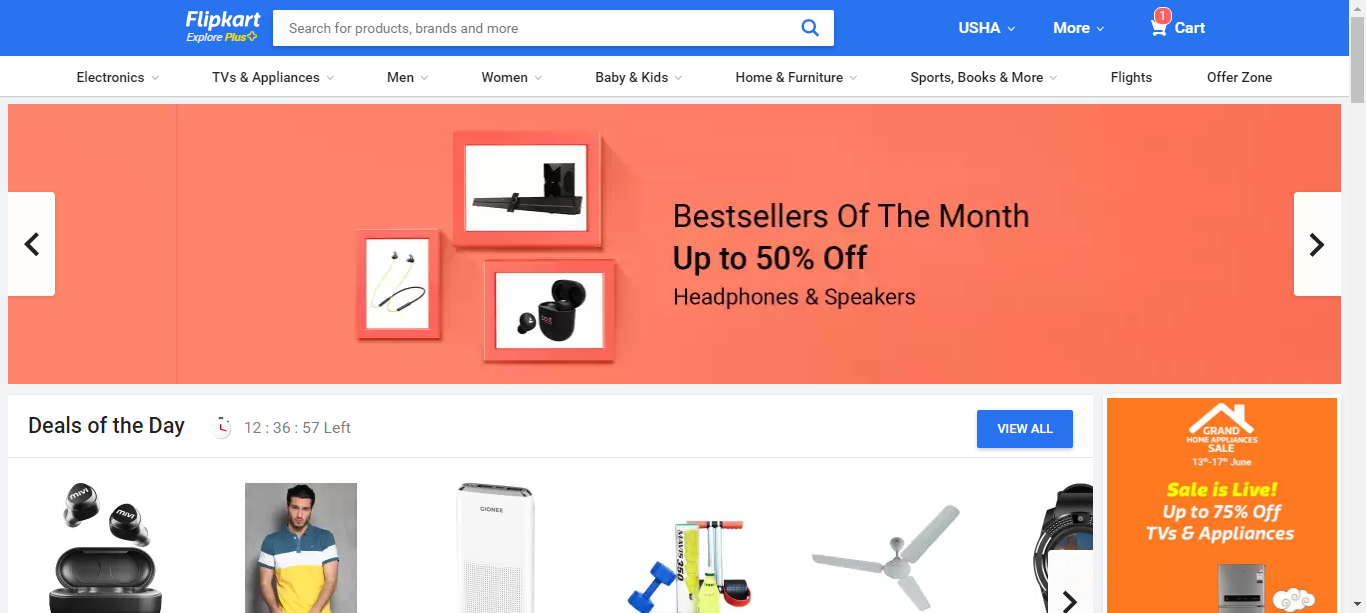 Flipkart
Explore Plus
Search for products, brands and more
USHA
More
1
Cart
Electronics
TVs & Appliances
Men
Women
Baby & Kids
Home & Furniture
Sports, Books & More
Flights
Offer Zone
Bestsellers Of The Month
Up to 50% Off
Headphones & Speakers
Deals of the Day
12 : 36 : 57 Left
VIEW ALL
GRAND
HOME APPLIANCES
SALE
13th-17th June
Sale is Live!
Up to 75% Off
TVs & Appliances
mivi
mivi
GIONEE
MAVIS 350